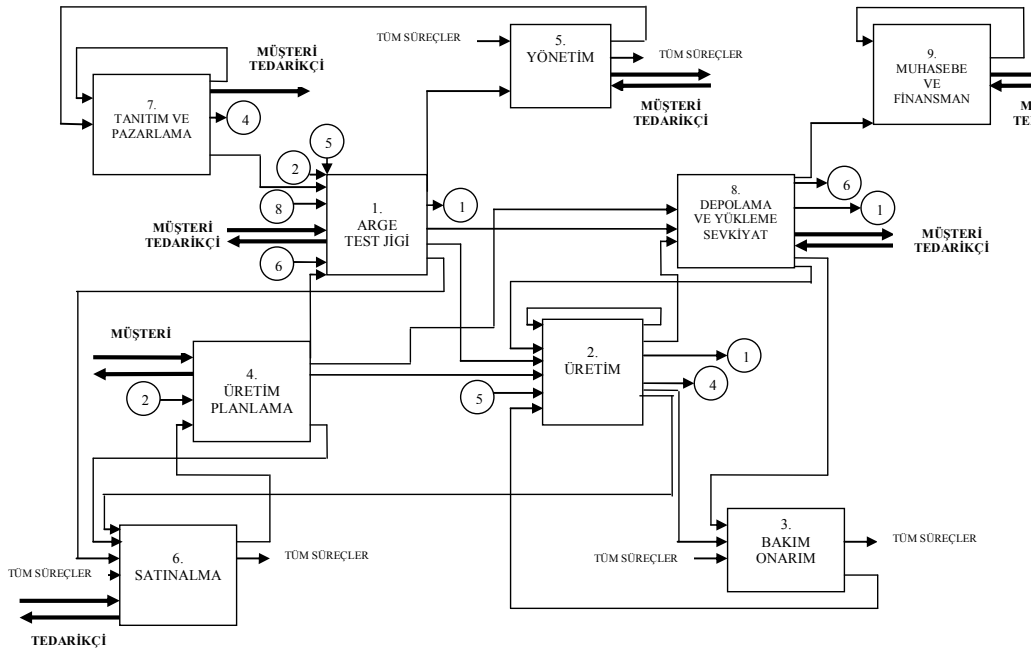 TÜM SÜREÇLER
5.
YÖNETİM
TÜM SÜREÇLER
MÜŞTERİ
TEDARİKÇİ
9.
MUHASEBE
VE
FİNANSMAN
MÜŞTERİ
TEDARİKÇİ
7.
TANITIM VE
PAZARLAMA
4
5
2
8
6
MÜŞTERİ
TEDARİKÇİ
1.
ARGE
TEST JİGİ
1
8.
DEPOLAMA
VE YÜKLEME
SEVKİYAT
6
1
MÜŞTERİ
TEDARİKÇİ
MÜŞTERİ
2
4.
ÜRETİM
PLANLAMA
5
2.
ÜRETİM
1
4
6.
SATINALMA
TÜM SÜREÇLER
TÜM SÜREÇLER
TEDARİKÇİ
TÜM SÜREÇLER
3.
BAKIM
ONARIM
TÜM SÜREÇLER